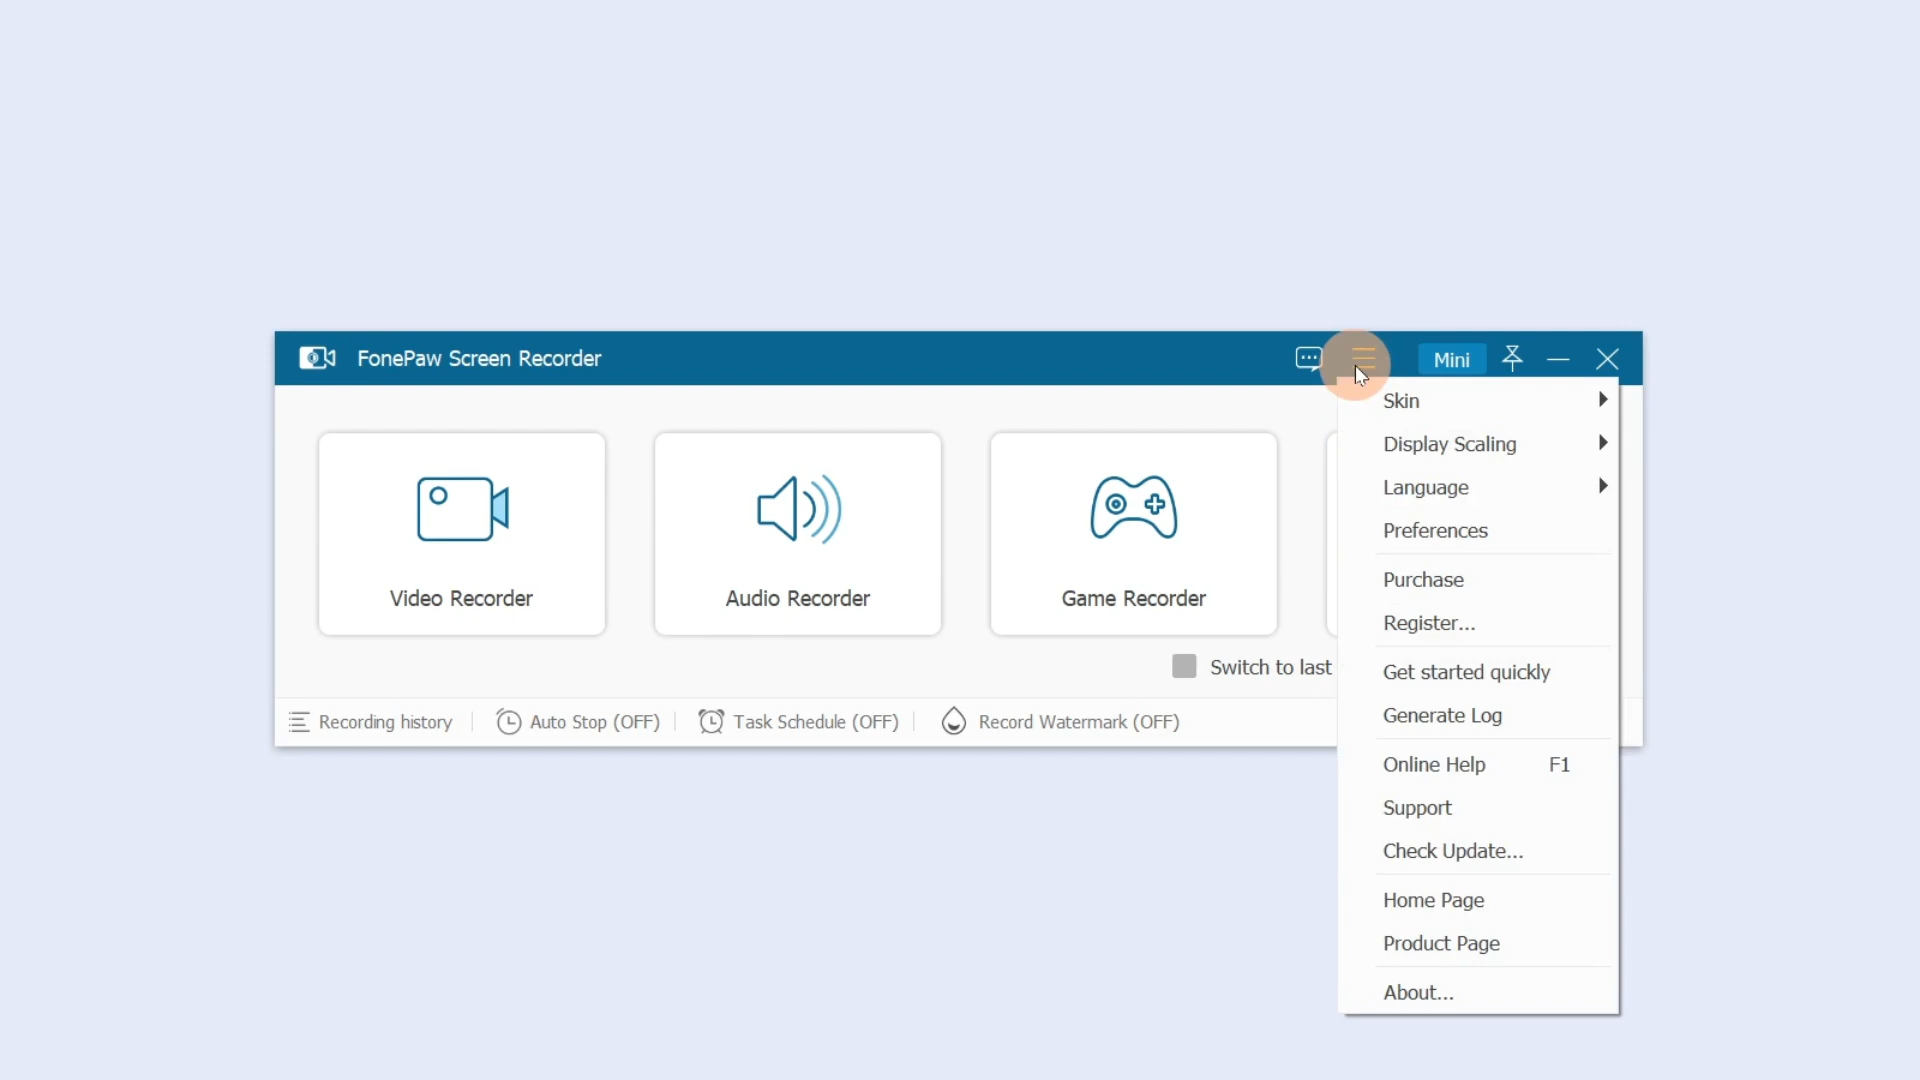 FonePaw Screen Recorder
Mini
Video Recorder
Audio Recorder
Game Recorder
Switch to last
Recording history
Auto Stop (OFF)
Task Schedule (OFF)
Record Watermark (OFF)
Skin
Display Scaling
Language
Preferences
Purchase
Register...
Get started quickly
Generate Log
Online Help F1
Support
Check Update...
Home Page
Product Page
About...